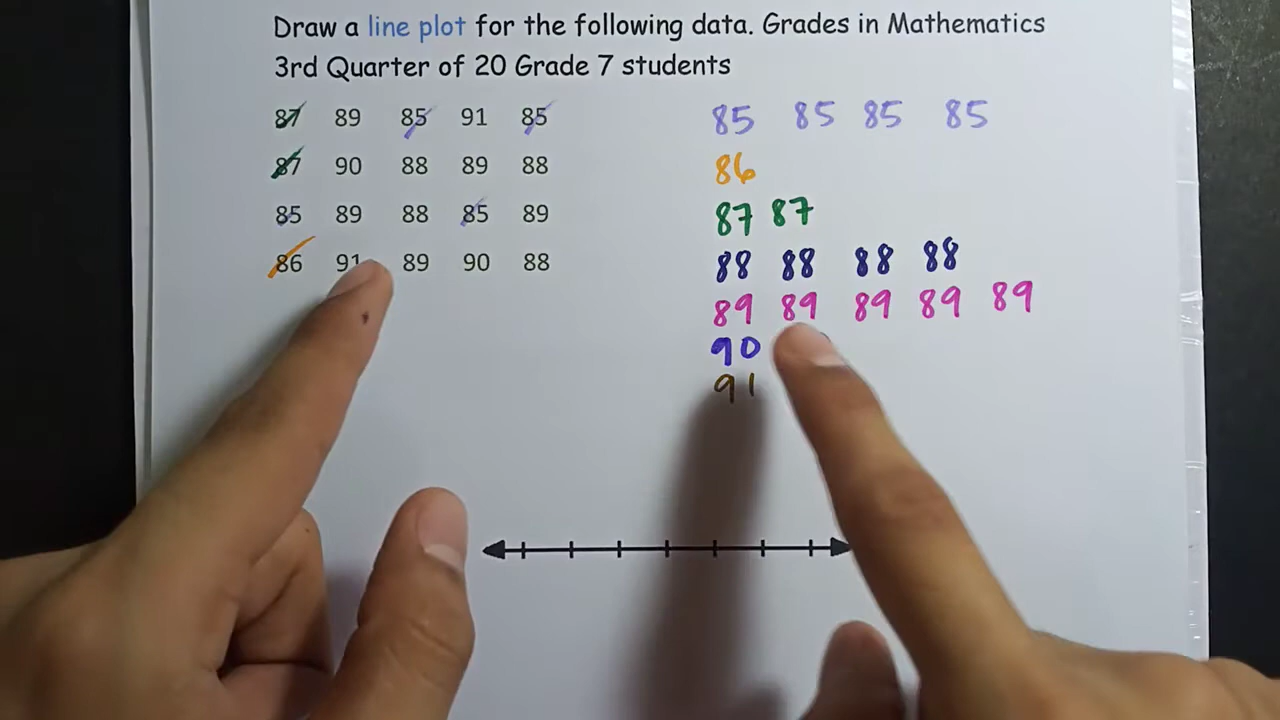 Draw a line plot for the following data. Grades in Mathematics
3rd Quarter of 20 Grade 7 students
87 89 85 91 85
87 90 88 89 88
85 89 88 85 89
86 91 89 90 88
85 85 85 85
86
87 87
88 88 88 88
89 89 89 89 89
90
91